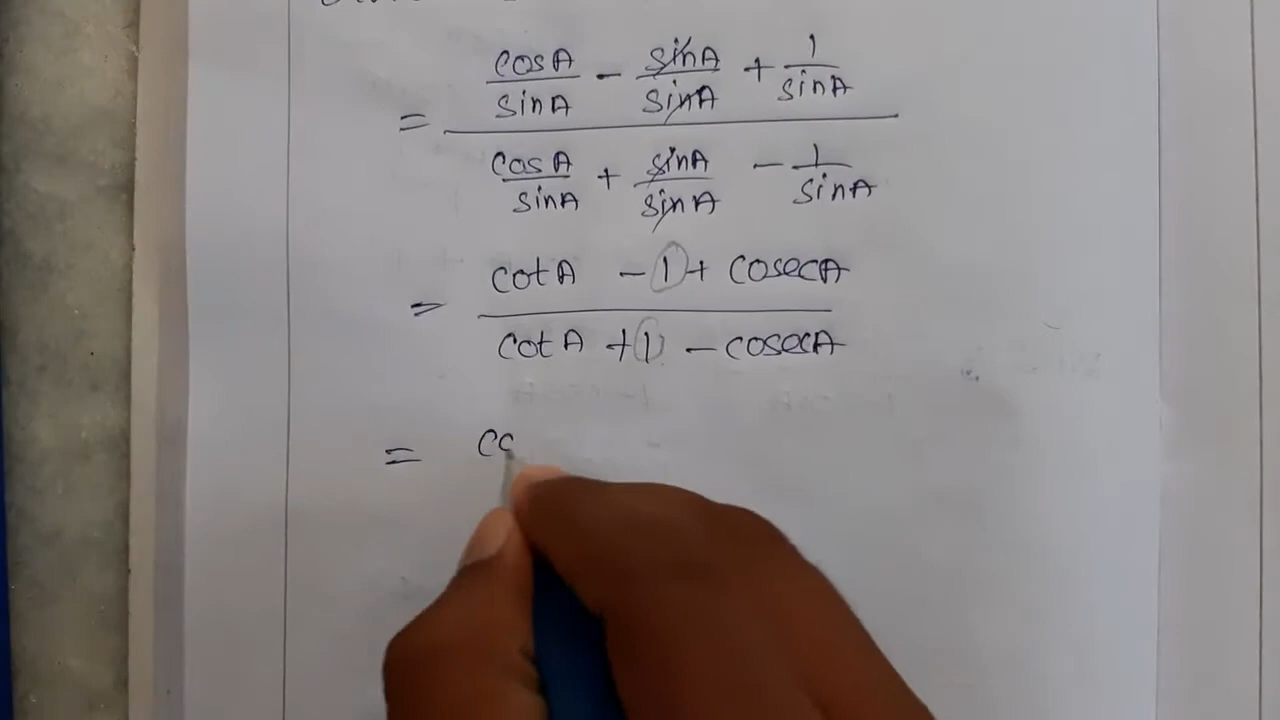 = cosA/sinA - sinA/sinA + 1/sinA
cosA/sinA + sinA/sinA - 1/sinA
= cotA - 1 + cosecA
cotA + 1 - cosecA
= co